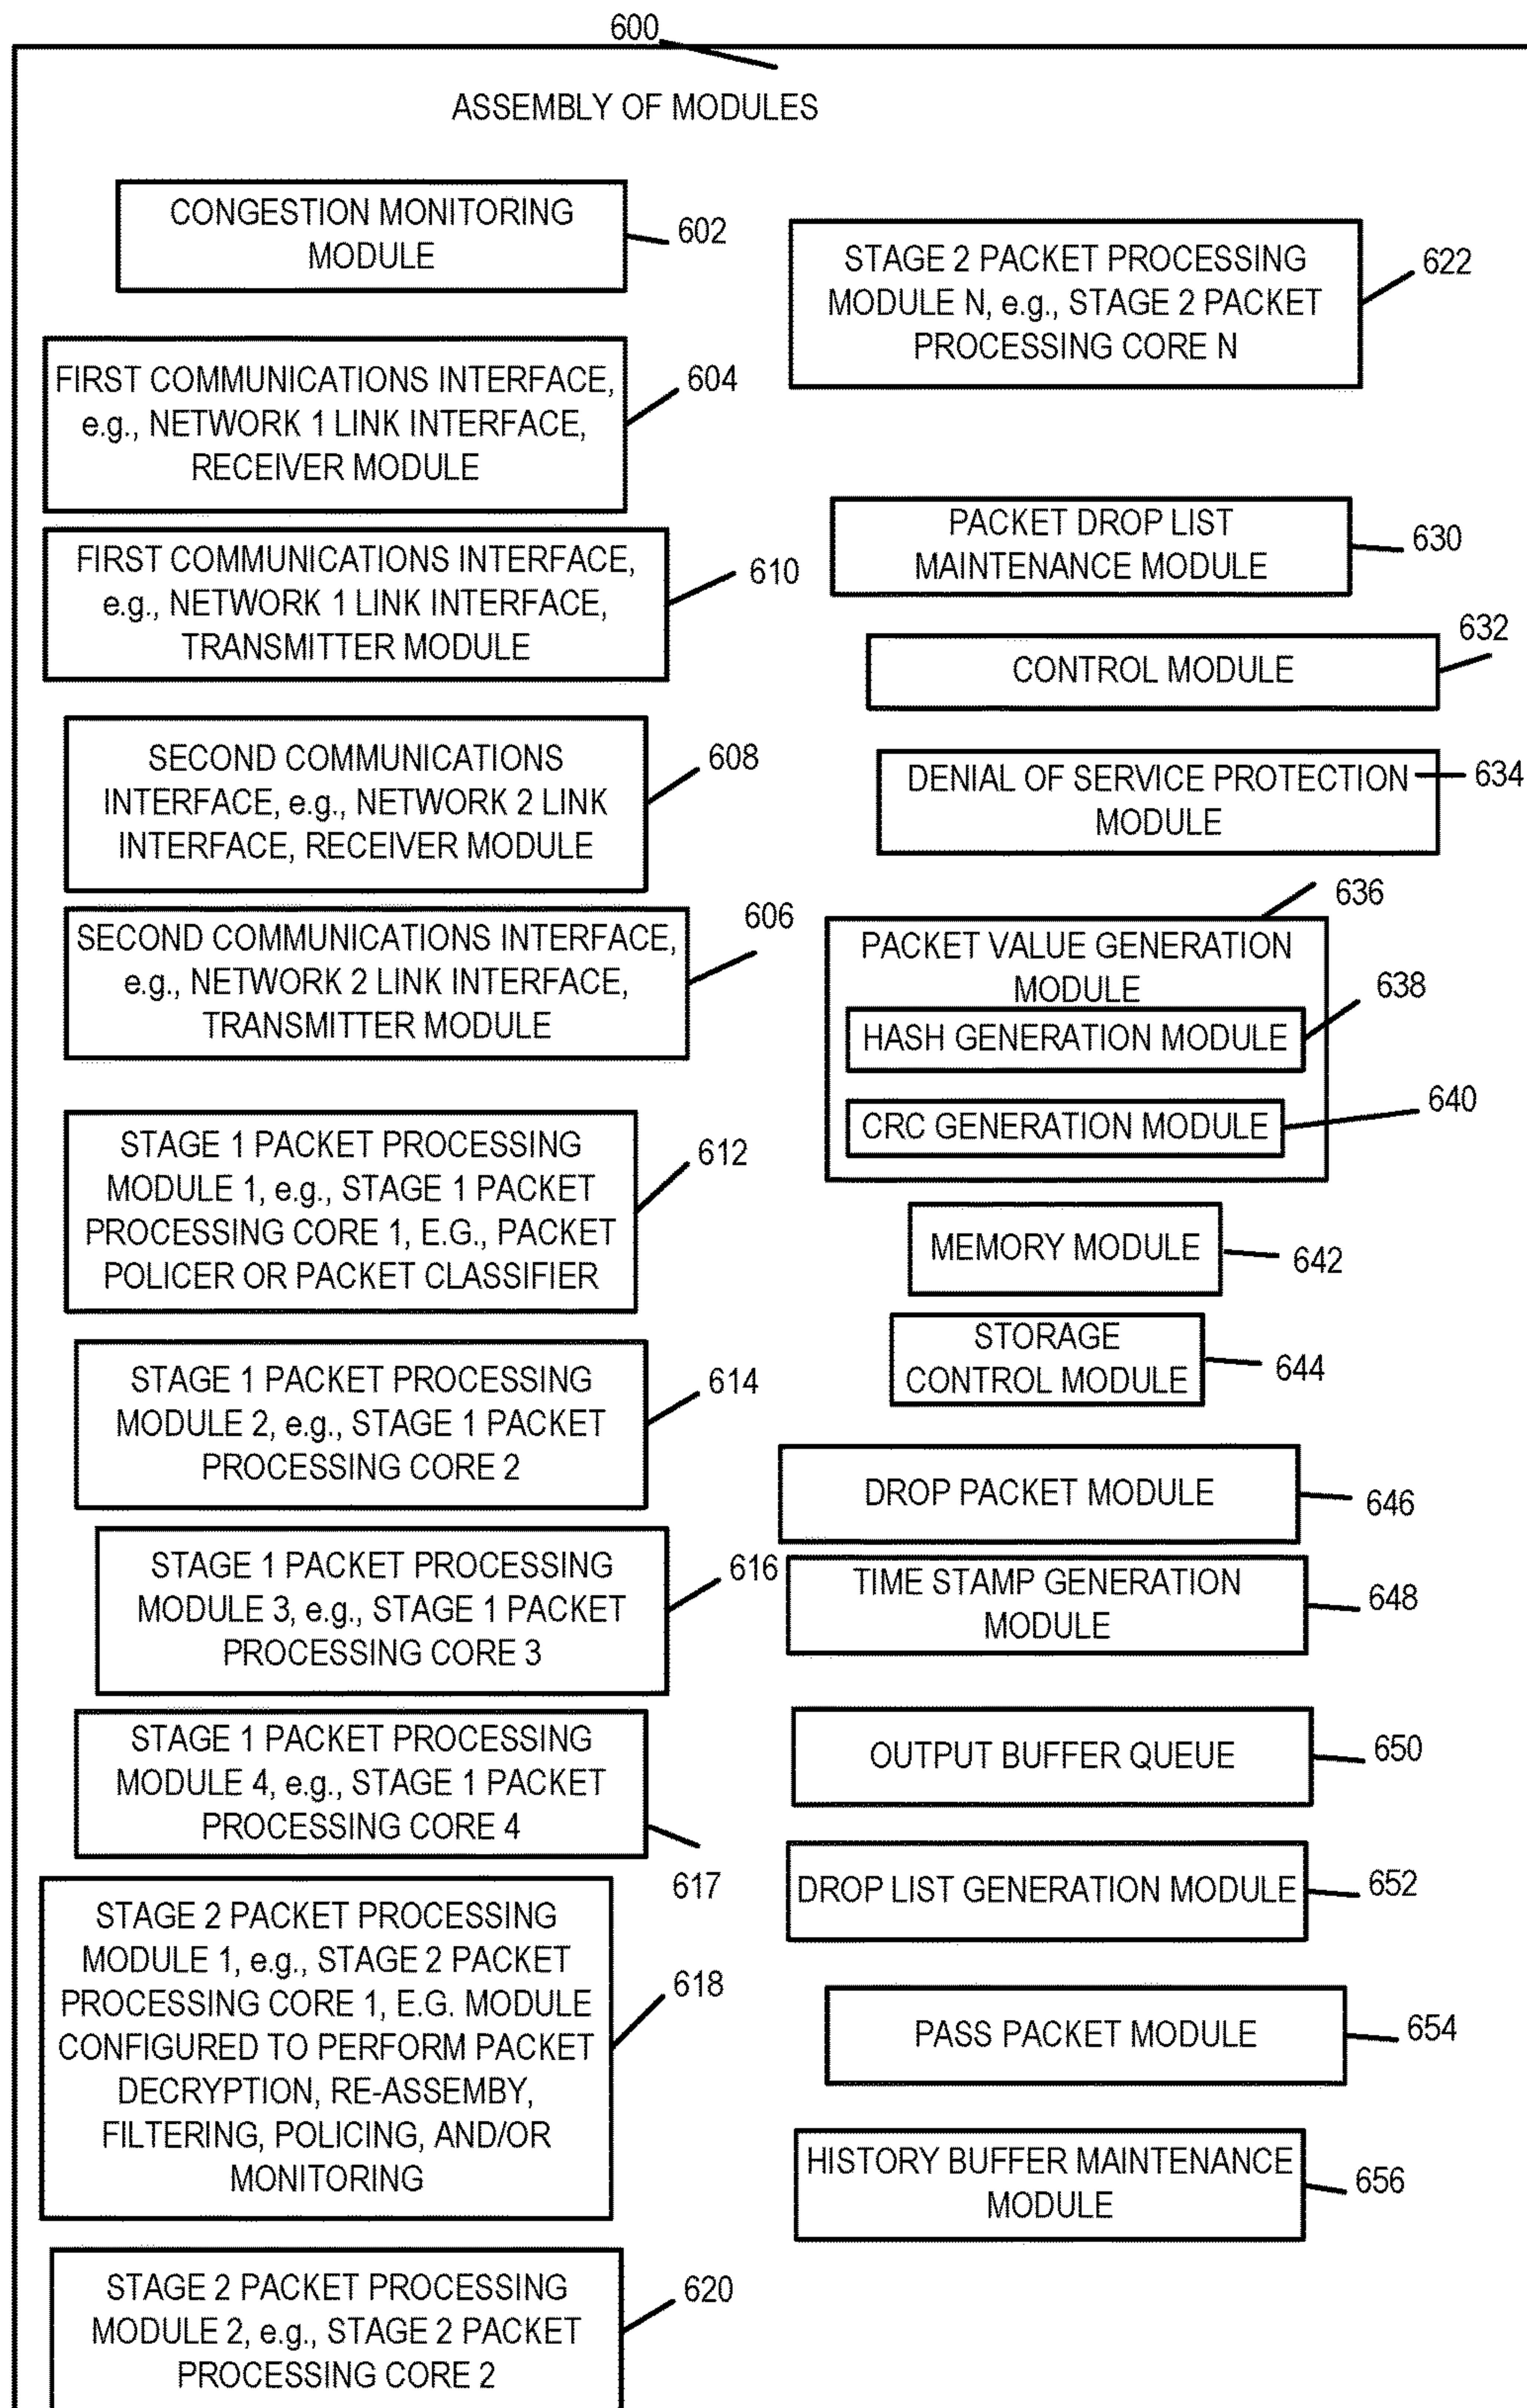 600
ASSEMBLY OF MODULES
CONGESTION MONITORING
MODULE
602
FIRST COMMUNICATIONS INTERFACE,
e.g., NETWORK 1 LINK INTERFACE,
RECEIVER MODULE
604
FIRST COMMUNICATIONS INTERFACE,
e.g., NETWORK 1 LINK INTERFACE,
TRANSMITTER MODULE
610
SECOND COMMUNICATIONS
INTERFACE, e.g., NETWORK 2 LINK
INTERFACE, RECEIVER MODULE
608
SECOND COMMUNICATIONS INTERFACE,
e.g., NETWORK 2 LINK INTERFACE,
TRANSMITTER MODULE
606
STAGE 1 PACKET PROCESSING
MODULE 1, e.g., STAGE 1 PACKET
PROCESSING CORE 1, E.G., PACKET
POLICER OR PACKET CLASSIFIER
612
STAGE 1 PACKET PROCESSING
MODULE 2, e.g., STAGE 1 PACKET
PROCESSING CORE 2
614
STAGE 1 PACKET PROCESSING
MODULE 3, e.g., STAGE 1 PACKET
PROCESSING CORE 3
616
STAGE 1 PACKET PROCESSING
MODULE 4, e.g., STAGE 1 PACKET
PROCESSING CORE 4
617
STAGE 2 PACKET PROCESSING
MODULE 1, e.g., STAGE 2 PACKET
PROCESSING CORE 1, E.G. MODULE
CONFIGURED TO PERFORM PACKET
DECRYPTION, RE-ASSEMBY,
FILTERING, POLICING, AND/OR
MONITORING
618
STAGE 2 PACKET PROCESSING
MODULE 2, e.g., STAGE 2 PACKET
PROCESSING CORE 2
620
STAGE 2 PACKET PROCESSING
MODULE N, e.g., STAGE 2 PACKET
PROCESSING CORE N
622
PACKET DROP LIST
MAINTENANCE MODULE
630
CONTROL MODULE
632
DENIAL OF SERVICE PROTECTION
MODULE
634
636
PACKET VALUE GENERATION
MODULE
HASH GENERATION MODULE
638
CRC GENERATION MODULE
640
MEMORY MODULE
642
STORAGE
CONTROL MODULE
644
DROP PACKET MODULE
646
TIME STAMP GENERATION
MODULE
648
OUTPUT BUFFER QUEUE
650
DROP LIST GENERATION MODULE
652
PASS PACKET MODULE
654
HISTORY BUFFER MAINTENANCE
MODULE
656